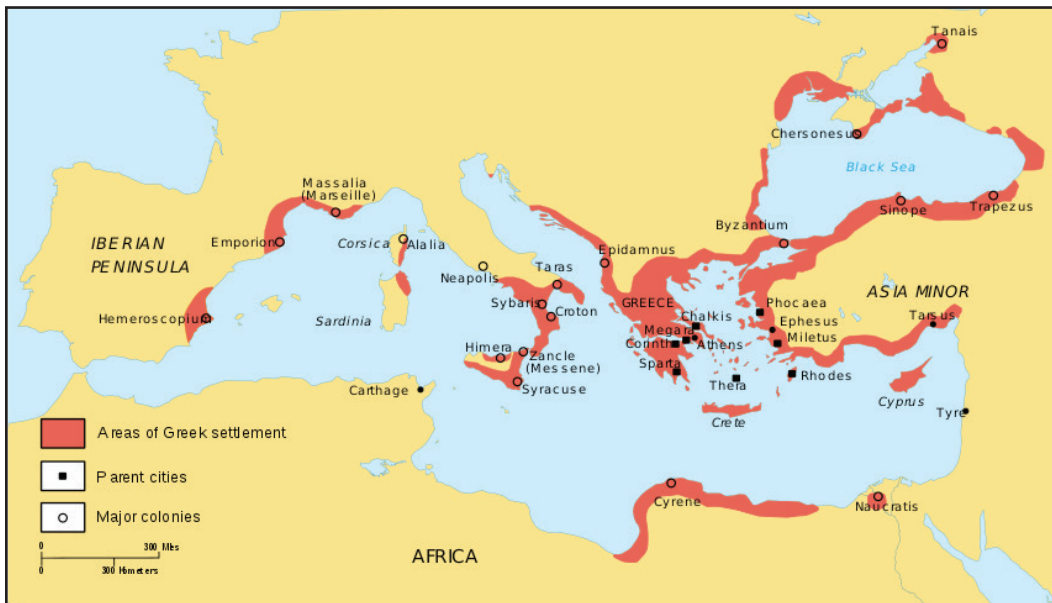 Tanais
Chersonesus
Black Sea
Massalia
(Marseille)
Sinope
Trapezus
Byzantium
IBERIAN
PENINSULA
Emporion
Corsica
Alalia
Epidamnus
Neapolis
Taras
ASIA MINOR
Sybaris
GREECE
Phocaea
Hemeroscopium
Sardinia
Croton
Chalkis
Ephesus
Tarsus
Megara
Athens
Miletus
Himera
Zancle
(Messene)
Corinth
Sparta
Thera
Rhodes
Carthage
Syracuse
Cyprus
Tyre
Crete
Areas of Greek settlement
Parent cities
Cyrene
Naucratis
Major colonies
0 300 Miles
0 300 Kilometers
AFRICA